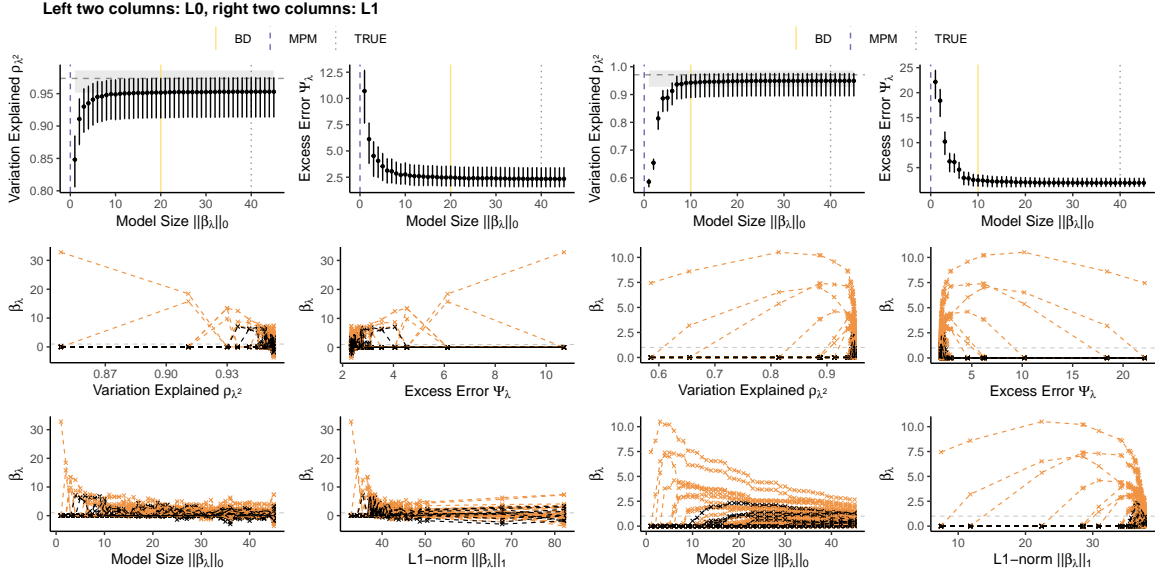 Left two columns: L0, right two columns: L1
BD MPM TRUE
BD MPM TRUE
Variation Explained ρλ²
0.95
0.90
0.85
0.80
0 10 20 30 40
Model Size ||βλ||0
Excess Error Ψλ
12.5
10.0
7.5
5.0
2.5
0 10 20 30 40
Model Size ||βλ||0
Variation Explained ρλ²
1.0
0.9
0.8
0.7
0.6
0 10 20 30 40
Model Size ||βλ||0
Excess Error Ψλ
25
20
15
10
5
0 10 20 30 40
Model Size ||βλ||0
βλ
30
20
10
0
0.87 0.90 0.93
Variation Explained ρλ²
βλ
30
20
10
0
2 4 6 8 10
Excess Error Ψλ
βλ
10.0
7.5
5.0
2.5
0.0
0.6 0.7 0.8 0.9
Variation Explained ρλ²
βλ
10.0
7.5
5.0
2.5
0.0
5 10 15 20
Excess Error Ψλ
βλ
30
20
10
0
0 10 20 30 40
Model Size ||βλ||0
βλ
30
20
10
0
40 50 60 70 80
L1−norm ||βλ||1
βλ
10.0
7.5
5.0
2.5
0.0
0 10 20 30 40
Model Size ||βλ||0
βλ
10.0
7.5
5.0
2.5
0.0
10 20 30
L1−norm ||βλ||1